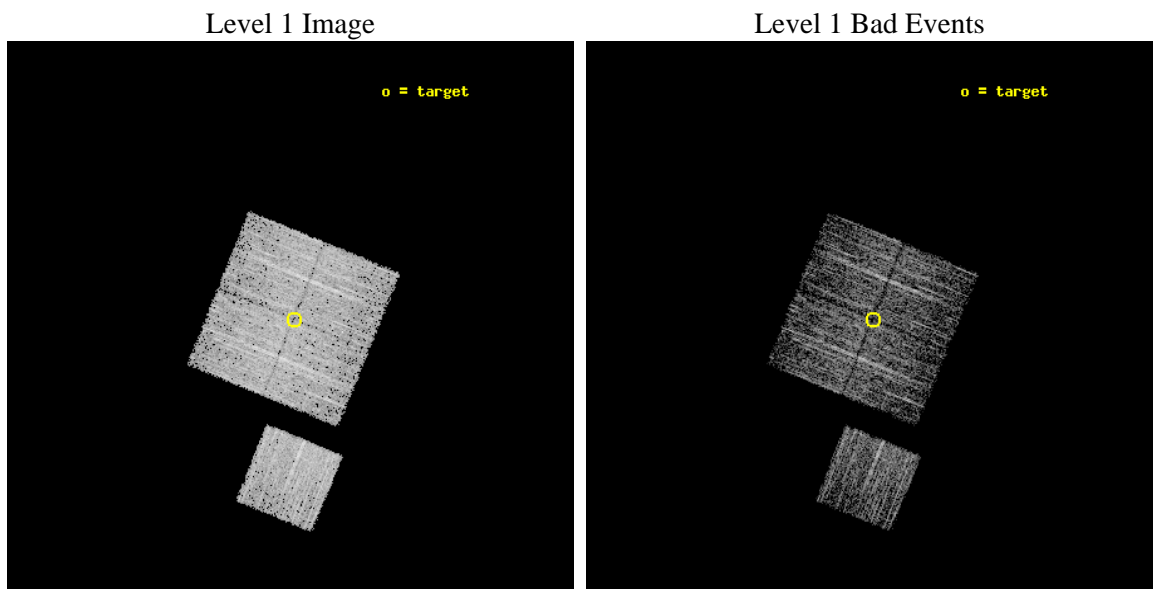 Level 1 Image
Level 1 Bad Events
o = target
o = target